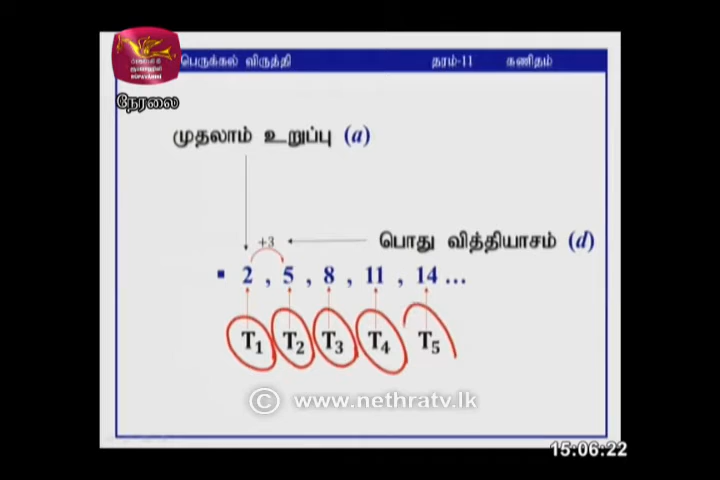 பெருக்கல் விருத்தி தரம்-11 கணிதம்
நேரலை
முதலாம் உறுப்பு (a)
+3
பொது வித்தியாசம் (d)
▪ 2 , 5 , 8 , 11 , 14 ...
T₁ T₂ T₃ T₄ T₅
© www.nethratv.lk
15:06:22